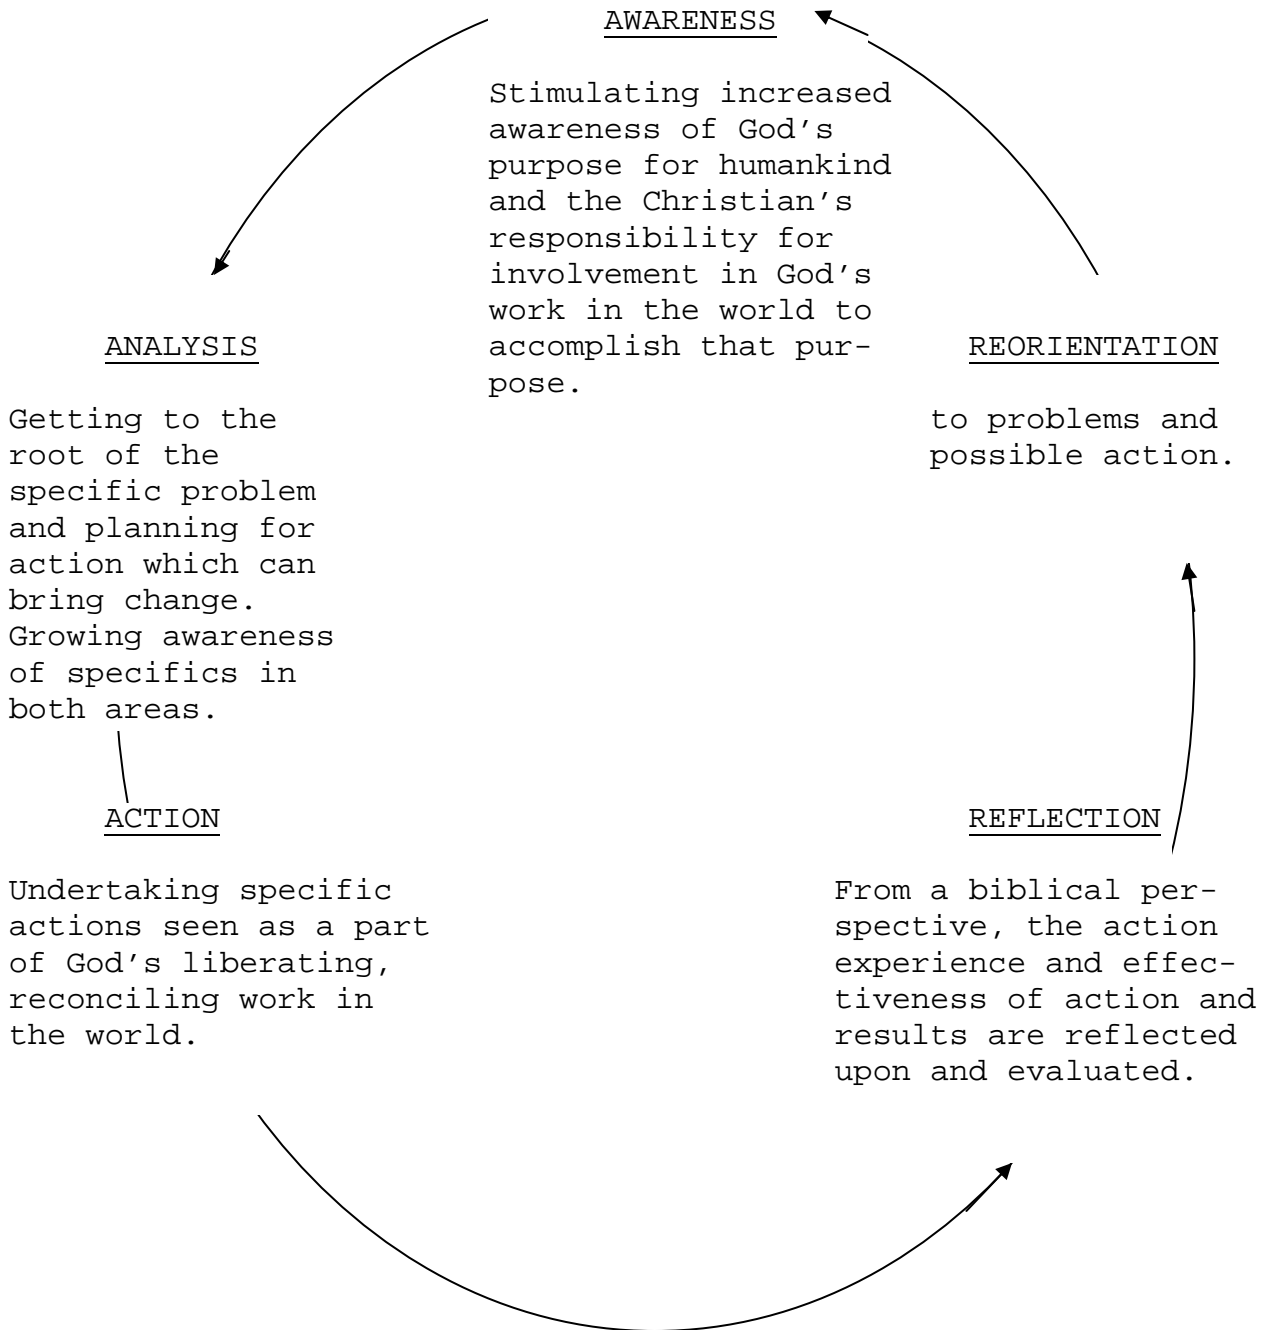 AWARENESS
Stimulating increased
awareness of God's
purpose for humankind
and the Christian's
responsibility for
involvement in God's
work in the world to
accomplish that pur-
pose.
ANALYSIS
Getting to the
root of the
specific problem
and planning for
action which can
bring change.
Growing awareness
of specifics in
both areas.
ACTION
Undertaking specific
actions seen as a part
of God's liberating,
reconciling work in
the world.
REFLECTION
From a biblical per-
spective, the action
experience and effec-
tiveness of action and
results are reflected
upon and evaluated.
REORIENTATION
to problems and
possible action.